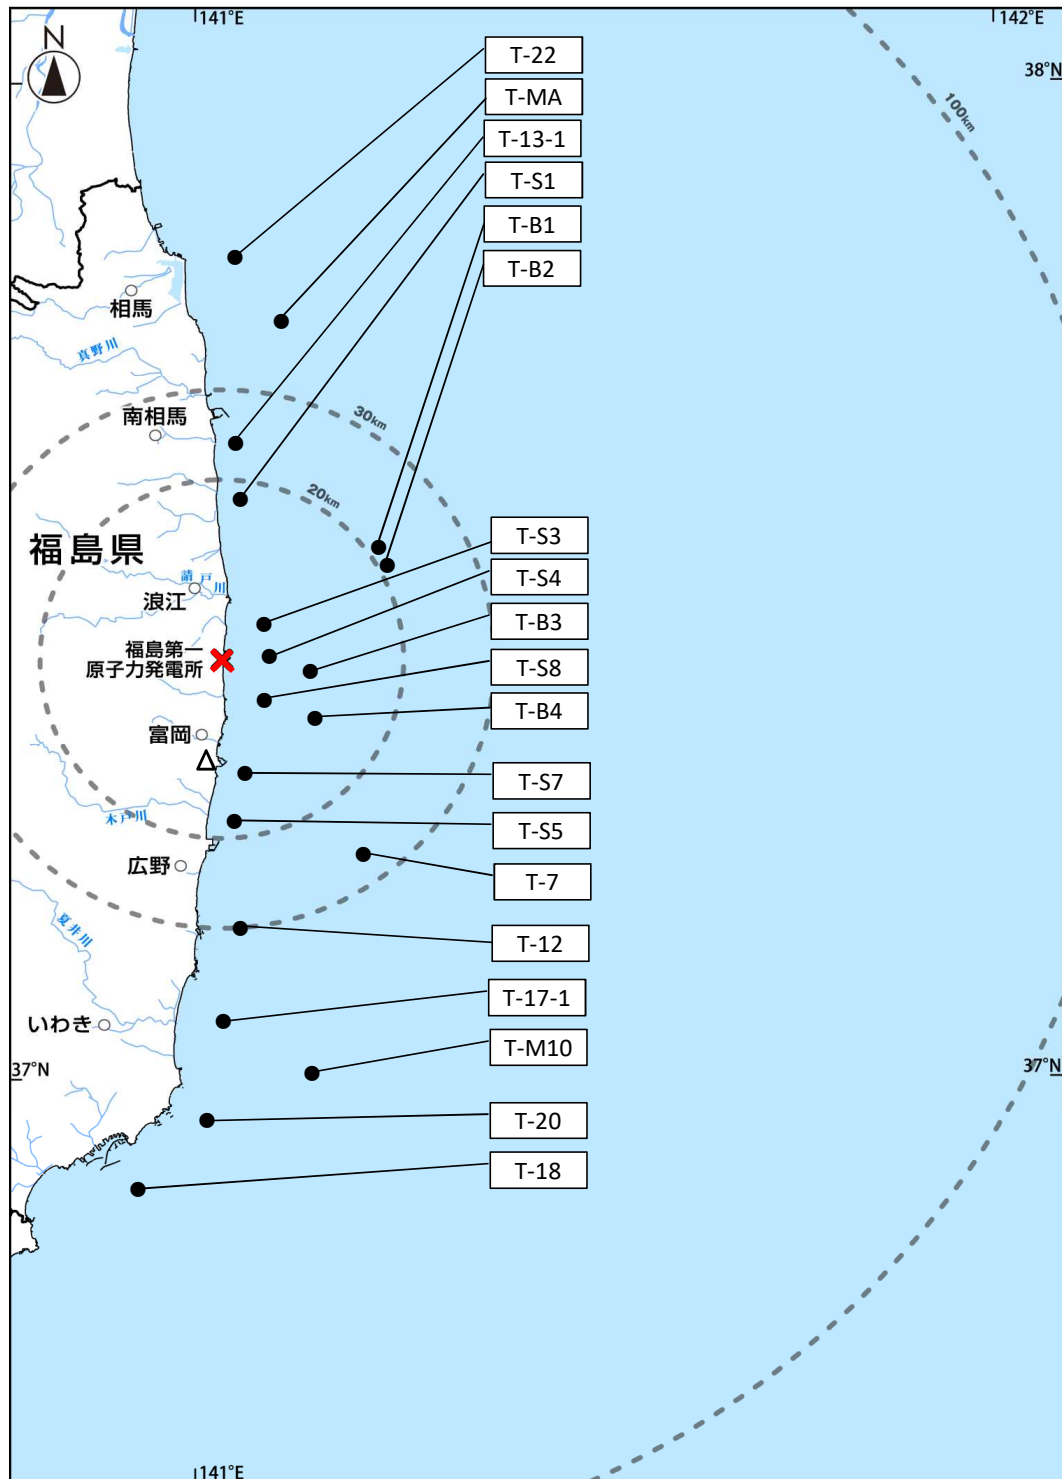 141°E
142°E
N
38°N
100km
T-22
T-MA
T-13-1
T-S1
T-B1
T-B2
相馬
真野川
南相馬
30km
20km
福島県
請戸川
浪江
T-S3
T-S4
T-B3
T-S8
T-B4
福島第一
原子力発電所
富岡
木戸川
T-S7
T-S5
広野
T-7
夏井川
T-12
T-17-1
いわき
T-M10
37°N
37°N
T-20
T-18
141°E